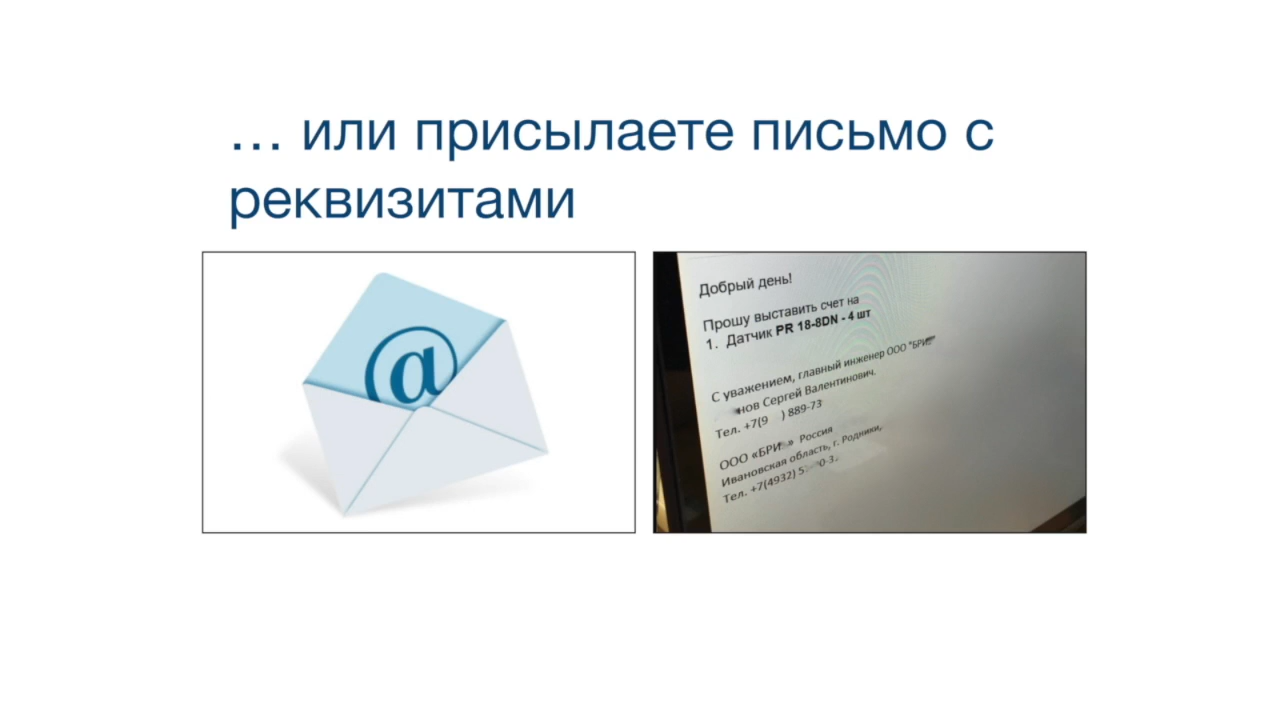 … или присылаете письмо с
реквизитами
@
Добрый день!
Прошу выставить счет на
1. Датчик PR 18-8DN - 4 шт
С уважением, главный инженер ООО "БРИ
нов Сергей Валентинович.
Тел. +7(9 ) 889-73
ООО «БРИ » Россия
Ивановская область, г. Родники,
Тел. +7(4932) 5